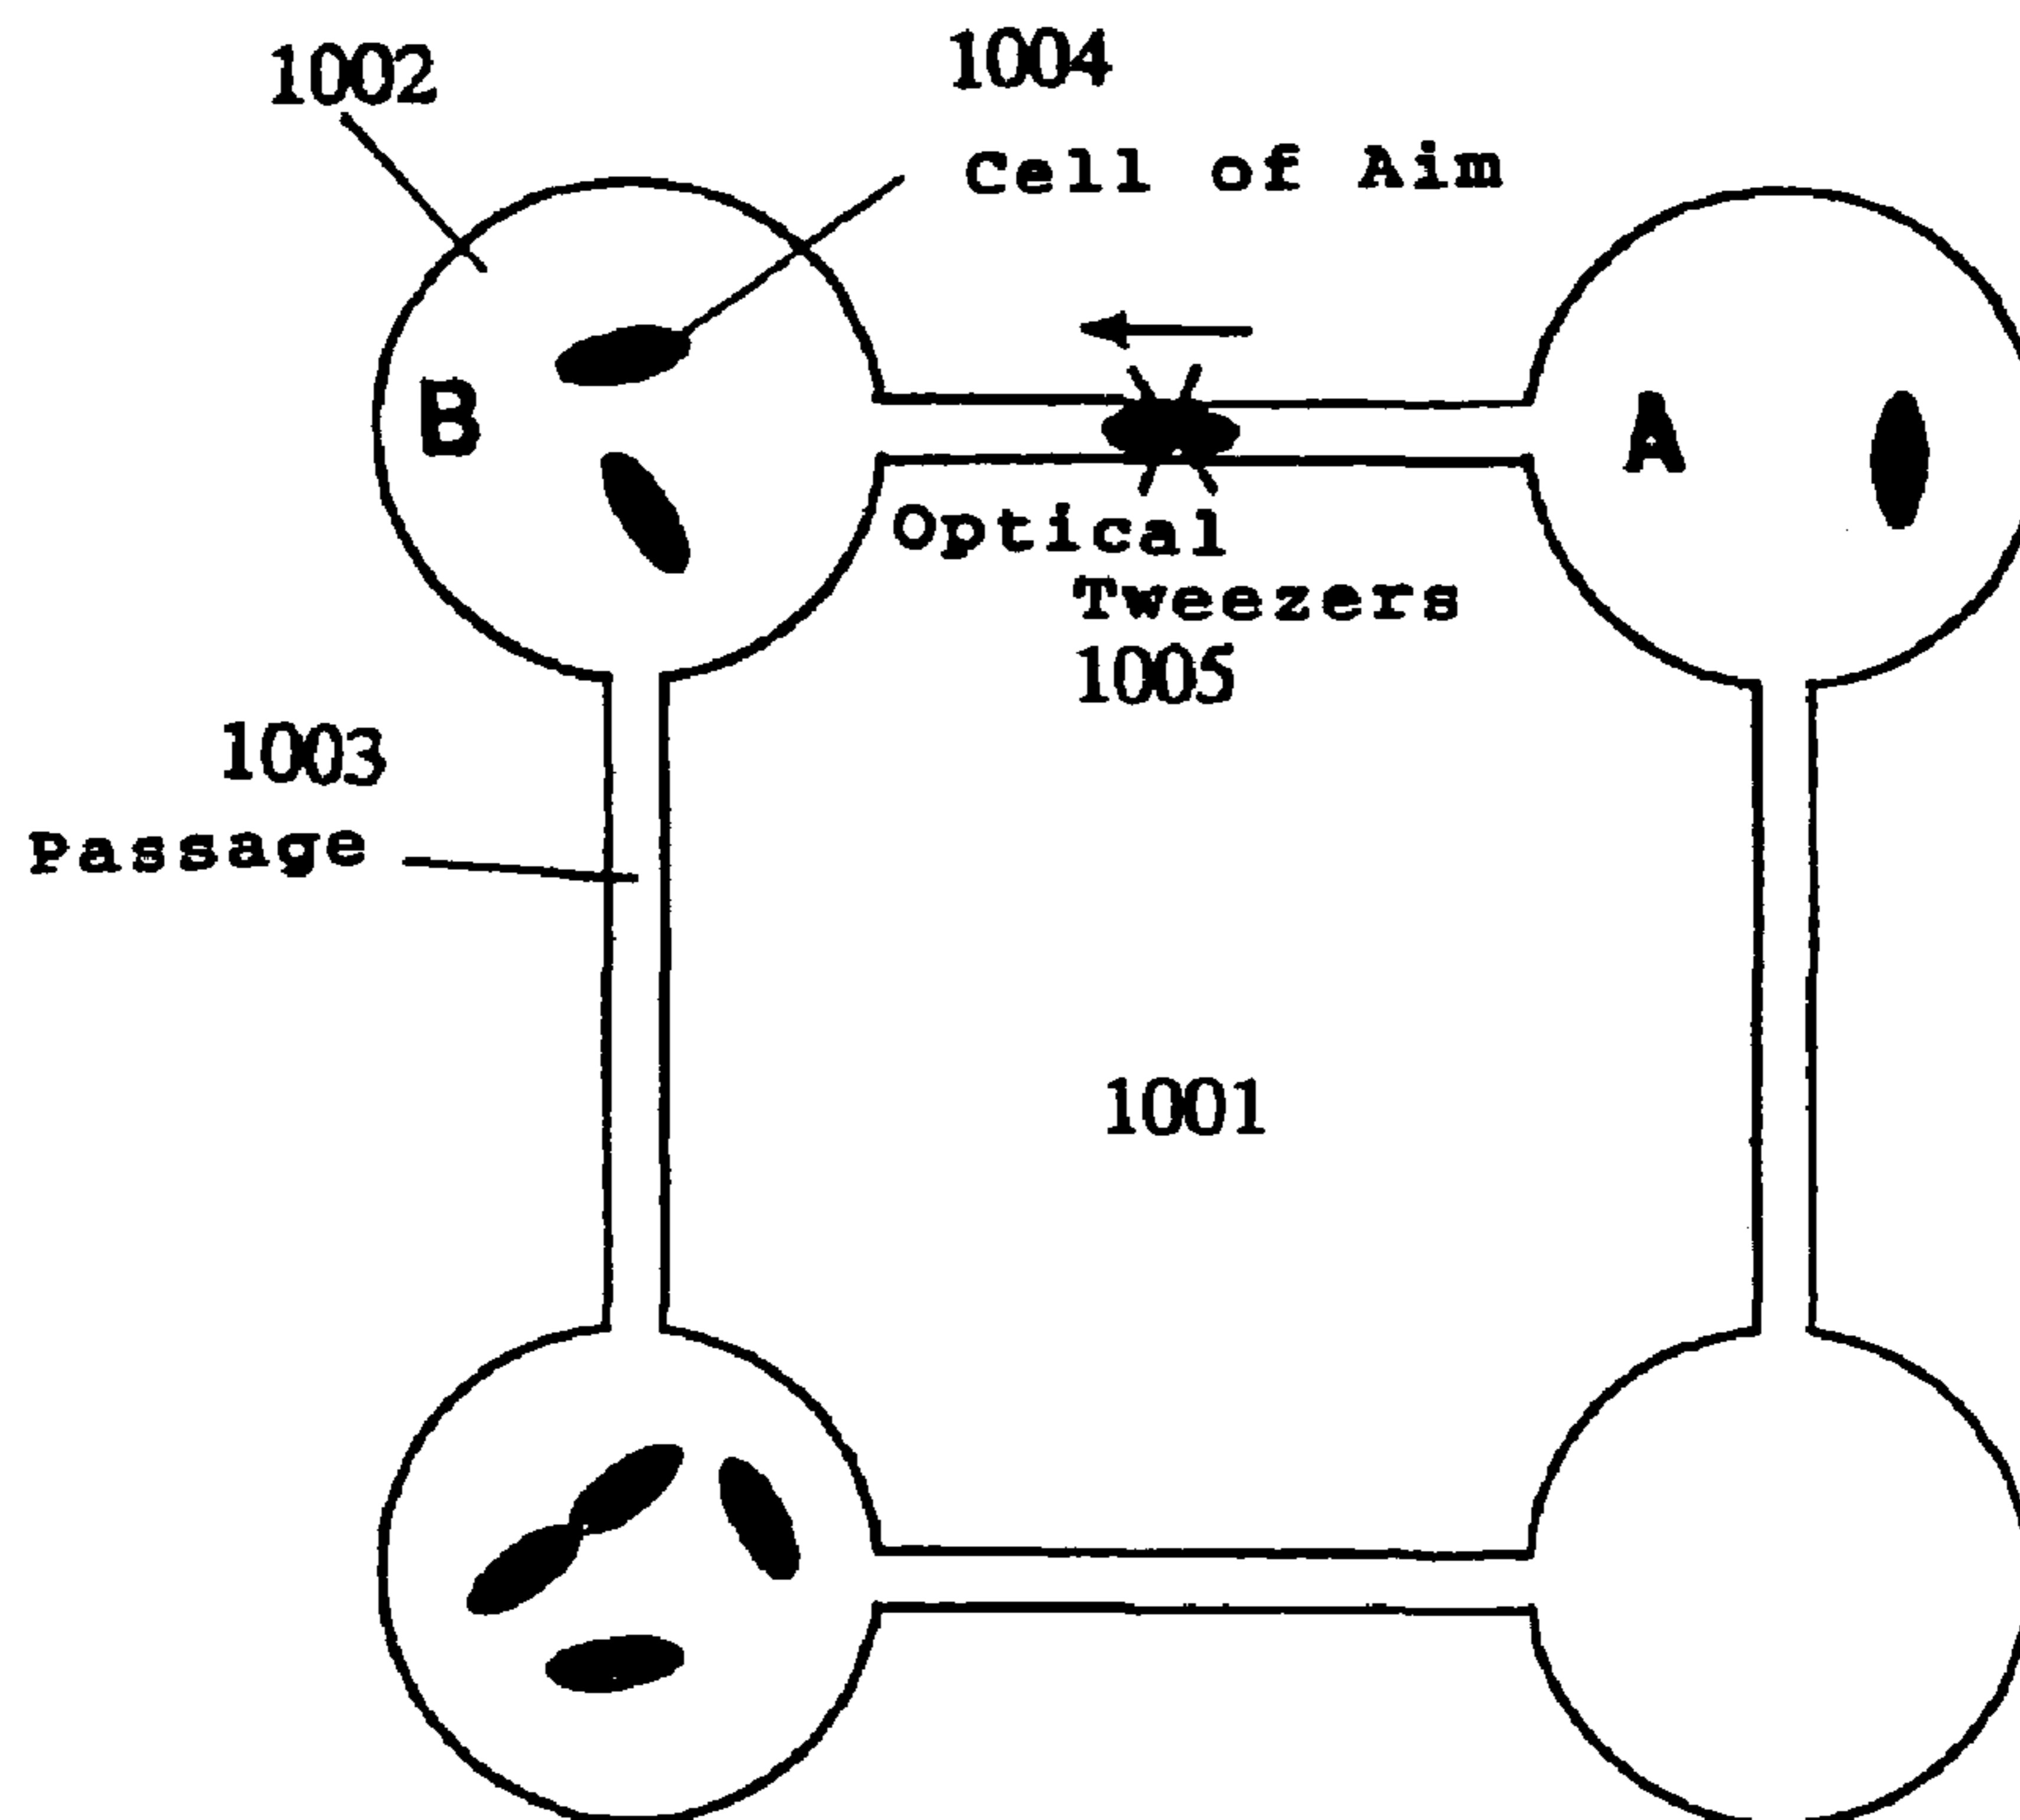 1002
1004
Cell of Aim
B
A
Optical
Tweezers
1005
1003
Passage
1001